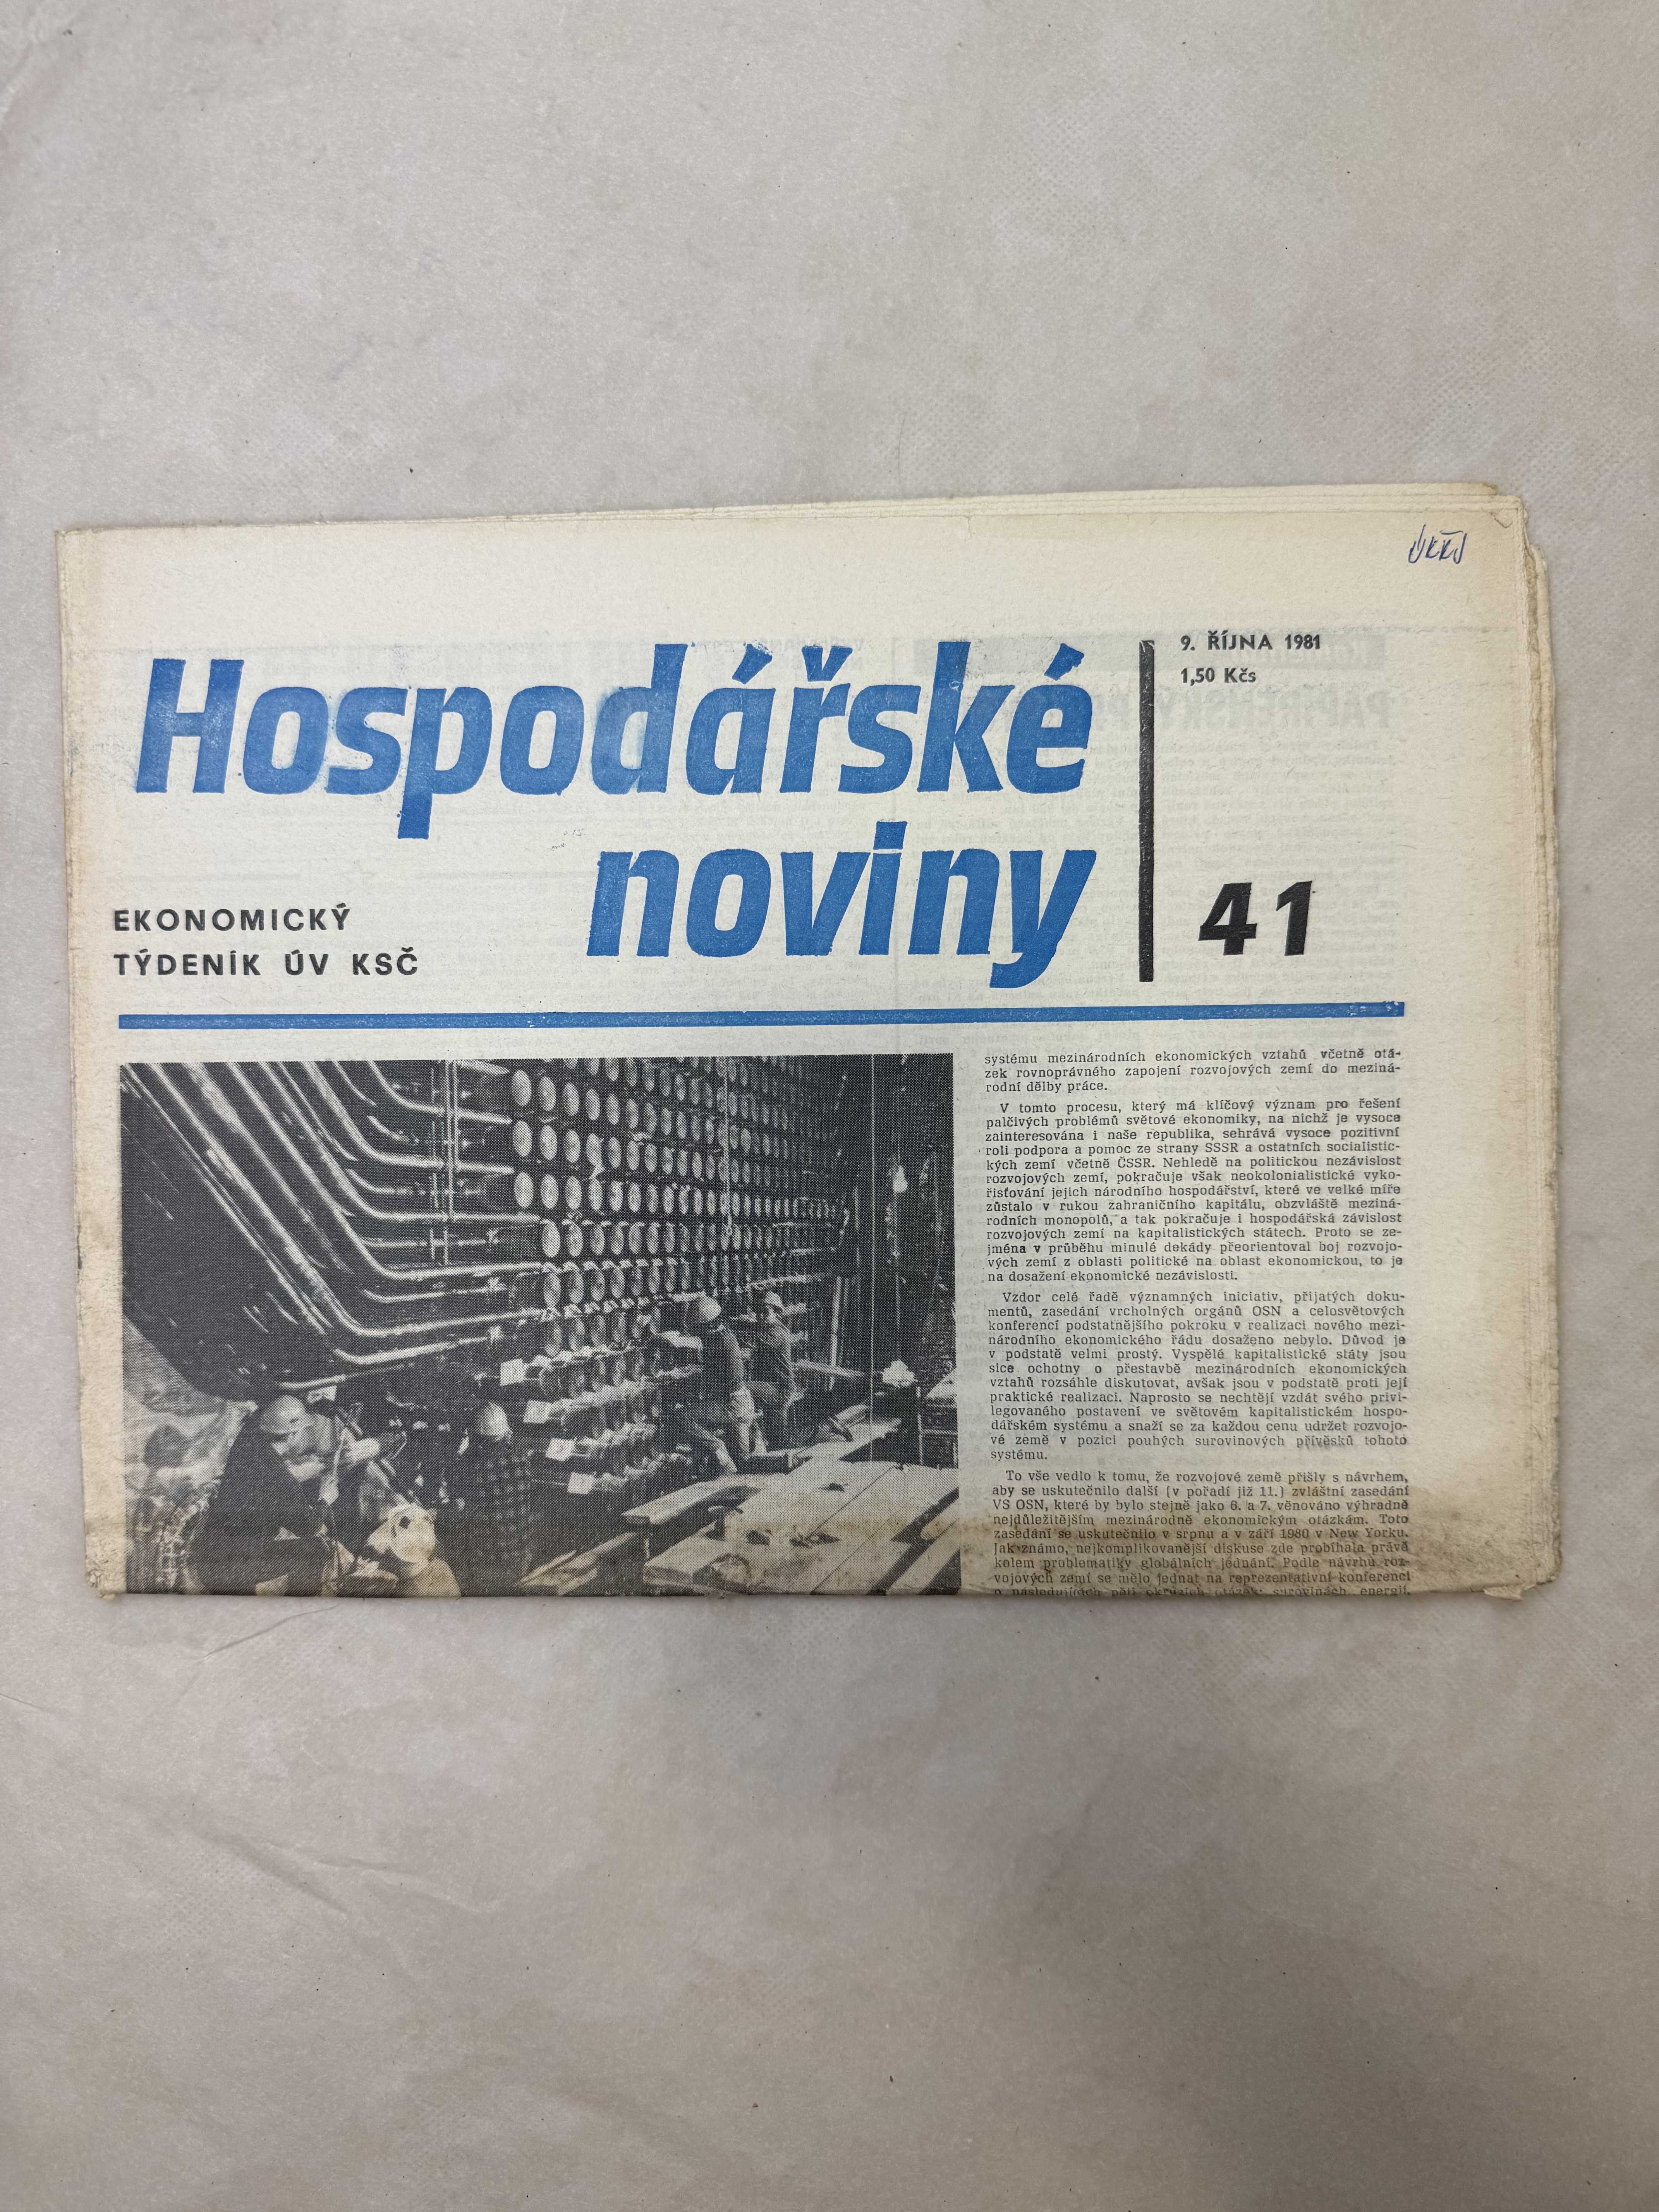 9. ŘÍJNA 1981
1,50 Kčs
Hospodářské
noviny
41
EKONOMICKÝ
TÝDENÍK ÚV KSČ
systému mezinárodních ekonomických vztahů včetně otá-
zek rovnoprávného zapojení rozvojových zemí do meziná-
rodní dělby práce.
V tomto procesu, který má klíčový význam pro řešení
palčivých problémů světové ekonomiky, na nichž je vysoce
zainteresována i naše republika, sehrává vysoce pozitivní
roli podpora a pomoc ze strany SSSR a ostatních socialistic-
kých zemí včetně ČSSR. Nehledě na politickou nezávislost
rozvojových zemí, pokračuje však neokolonialistické vyko-
řisťování jejich národního hospodářství, které ve velké míře
zůstalo v rukou zahraničního kapitálu, obzvláště meziná-
rodních monopolů, a tak pokračuje i hospodářská závislost
rozvojových zemí na kapitalistických státech. Proto se ze-
jména v průběhu minulé dekády přeorientoval boj rozvojo-
vých zemí z oblasti politické na oblast ekonomickou, to je
na dosažení ekonomické nezávislosti.
Vzdor celé řadě významných iniciativ, přijatých doku-
mentů, zasedání vrcholných orgánů OSN a celosvětových
konferencí podstatnějšího pokroku v realizaci nového mezi-
národního ekonomického řádu dosaženo nebylo. Důvod je
v podstatě velmi prostý. Vyspělé kapitalistické státy jsou
sice ochotny o přestavbě mezinárodních ekonomických
vztahů rozsáhle diskutovat, avšak jsou v podstatě proti její
praktické realizaci. Naprosto se nechtějí vzdát svého privi-
legovaného postavení ve světovém kapitalistickém hospo-
dářském systému a snaží se za každou cenu udržet rozvojo-
vé země v pozici pouhých surovinových přívěsků tohoto
systému.
To vše vedlo k tomu, že rozvojové země přišly s návrhem,
aby se uskutečnilo další (v pořadí již 11.) zvláštní zasedání
VS OSN, které by bylo stejně jako 6. a 7. věnováno výhradně
nejdůležitějším mezinárodně ekonomickým otázkám. Toto
zasedání se uskutečnilo v srpnu a v září 1980 v New Yorku.
Jak známo, nejkomplikovanější diskuse zde probíhala právě
kolem problematiky globálních jednání. Podle návrhu roz-
vojových zemí se mělo jednat na reprezentativní konferenci
o následujících pěti okruzích otázek: surovinách, energii,